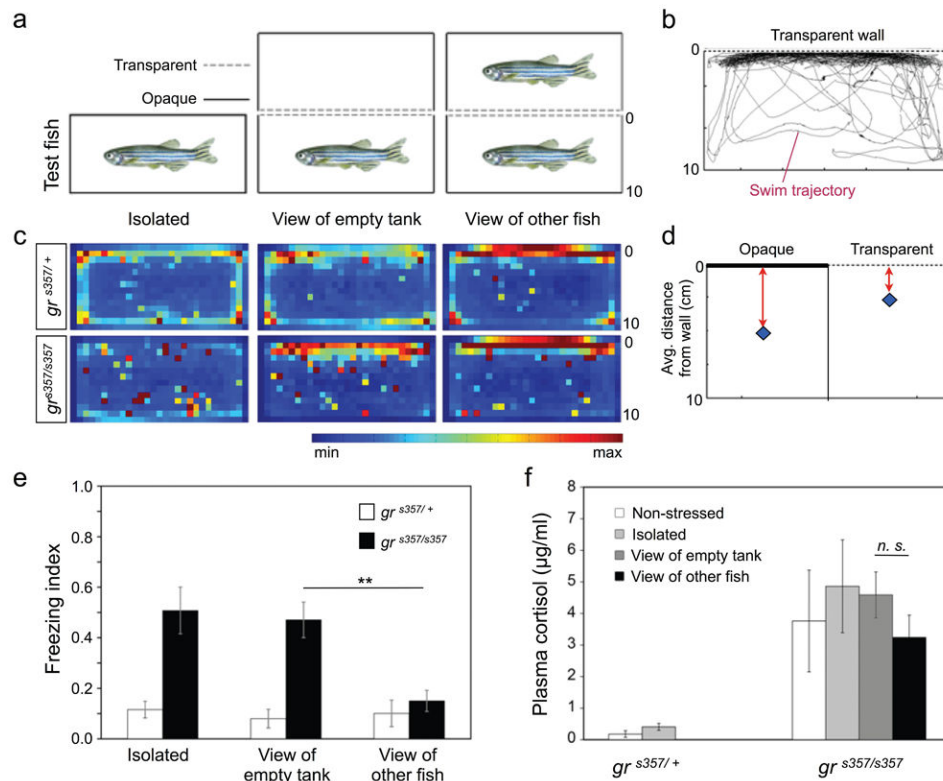 a
Transparent
Opaque
Test fish
0
10
Isolated
View of empty tank
View of other fish
b
Transparent wall
0
10
Swim trajectory
c
gr s357/+
0
10
gr s357/s357
0
10
min
max
d
Opaque
Transparent
Avg. distance
from wall (cm)
0
10
e
Freezing index
1.0
0.8
0.6
0.4
0.2
0.0
gr s357/+
gr s357/s357
**
Isolated
View of
empty tank
View of
other fish
f
Plasma cortisol (µg/ml)
8
7
6
5
4
3
2
1
0
Non-stressed
Isolated
View of empty tank
View of other fish
n. s.
gr s357/+
gr s357/s357